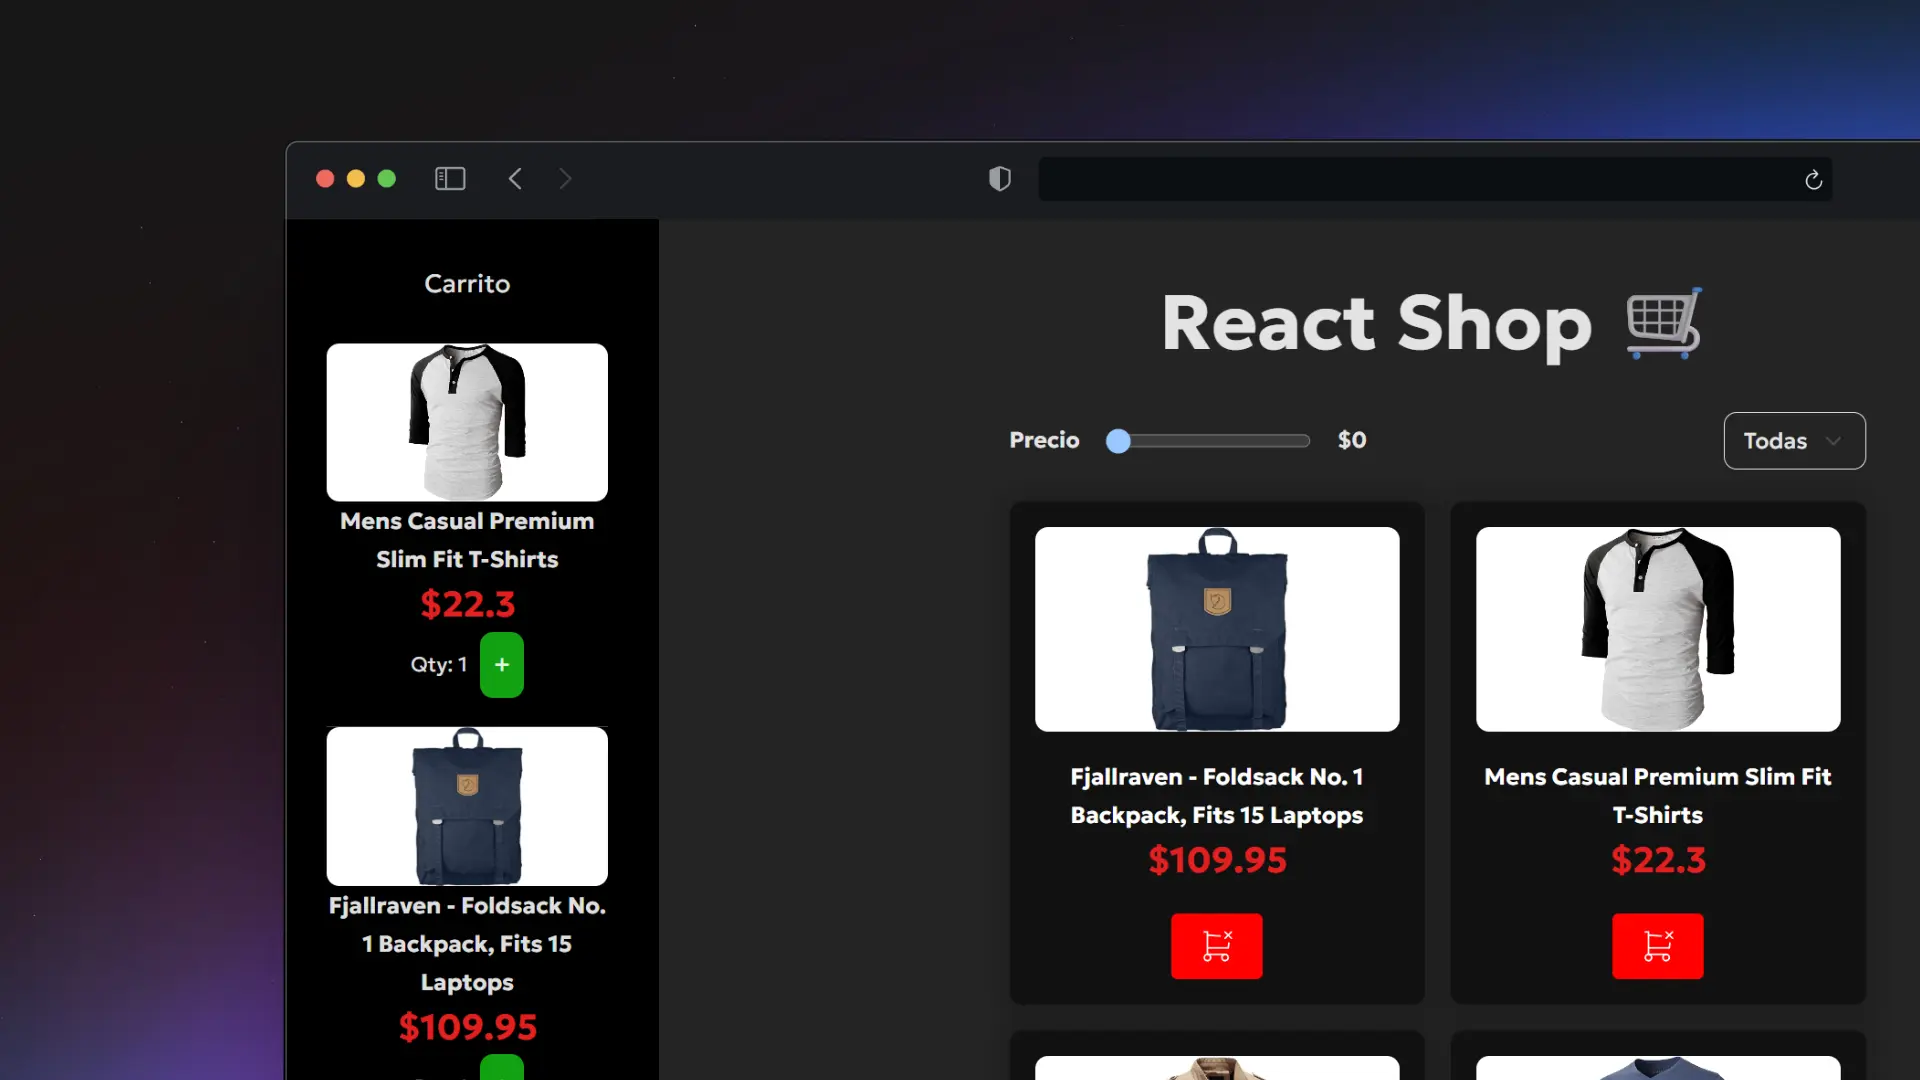 Carrito
Mens Casual Premium
Slim Fit T-Shirts
$22.3
Qty: 1 +
Fjallraven - Foldsack No.
1 Backpack, Fits 15
Laptops
$109.95
React Shop
Precio $0
Todas
Fjallraven - Foldsack No. 1
Backpack, Fits 15 Laptops
$109.95
Mens Casual Premium Slim Fit
T-Shirts
$22.3